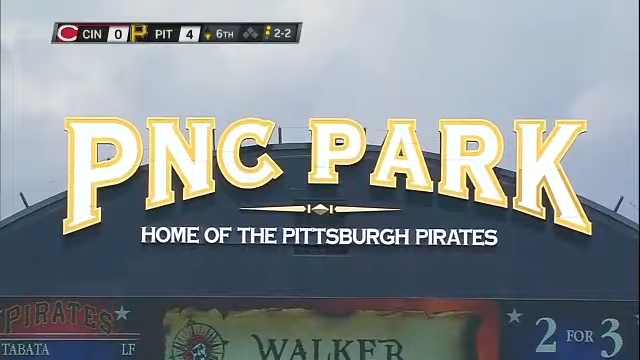 CIN 0 P PIT 4 6TH 2-2
PNC PARK
HOME OF THE PITTSBURGH PIRATES
PIRATES
TABATA LF
WALKER
2 FOR 3